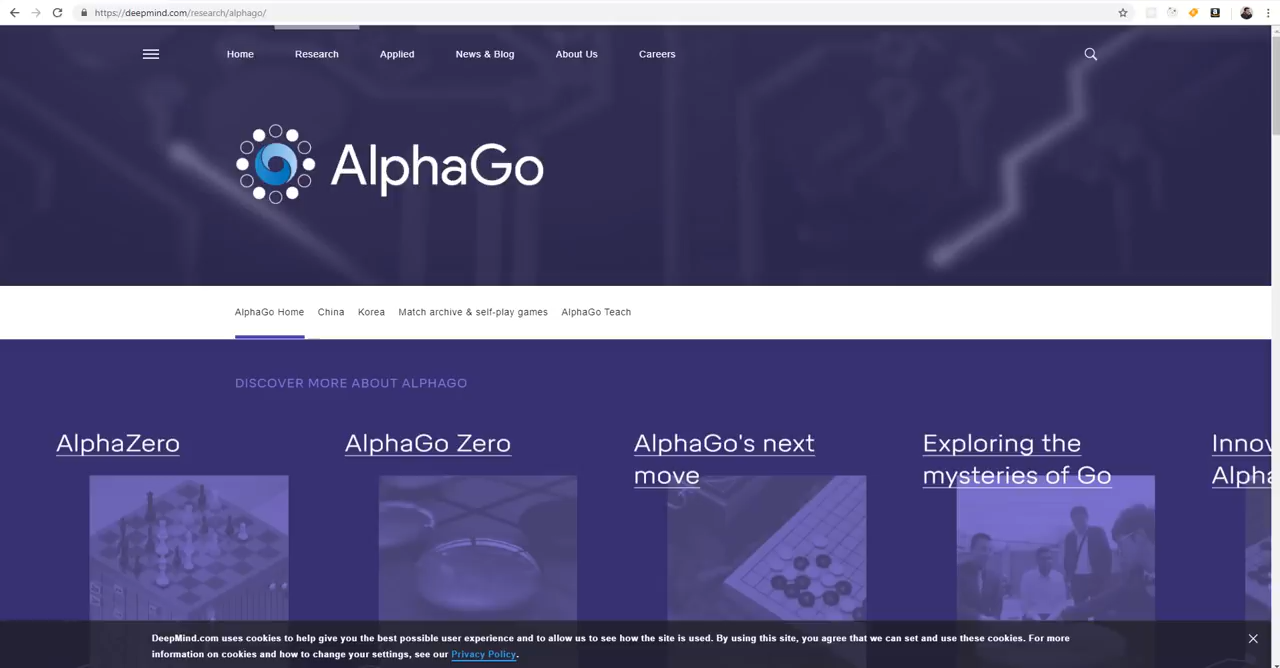 https://deepmind.com/research/alphago/
Home Research Applied News & Blog About Us Careers
AlphaGo
AlphaGo Home China Korea Match archive & self-play games AlphaGo Teach
DISCOVER MORE ABOUT ALPHAGO
AlphaZero
AlphaGo Zero
AlphaGo's next
move
Exploring the
mysteries of Go
DeepMind.com uses cookies to help give you the best possible user experience and to allow us to see how the site is used. By using this site, you agree that we can set and use these cookies. For more
information on cookies and how to change your settings, see our Privacy Policy.